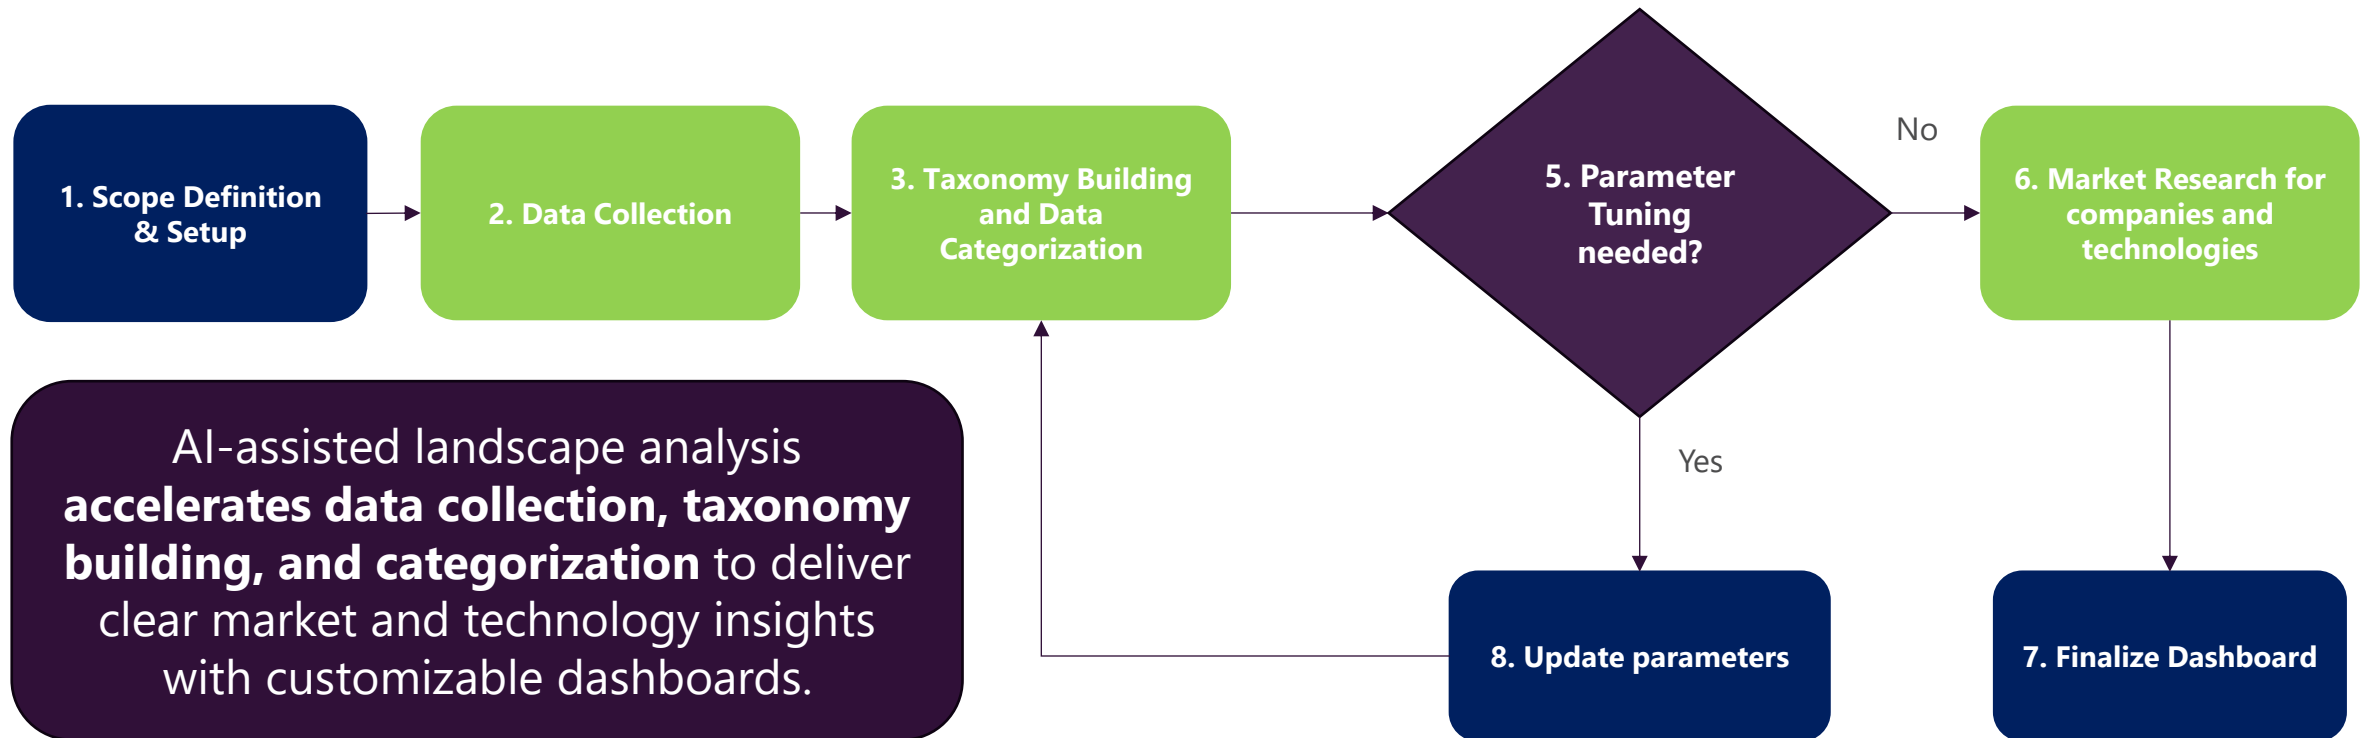 1. Scope Definition
& Setup
2. Data Collection
3. Taxonomy Building
and Data
Categorization
5. Parameter
Tuning
needed?
No
6. Market Research for
companies and
technologies
Yes
AI-assisted landscape analysis
accelerates data collection, taxonomy
building, and categorization to deliver
clear market and technology insights
with customizable dashboards.
8. Update parameters
7. Finalize Dashboard